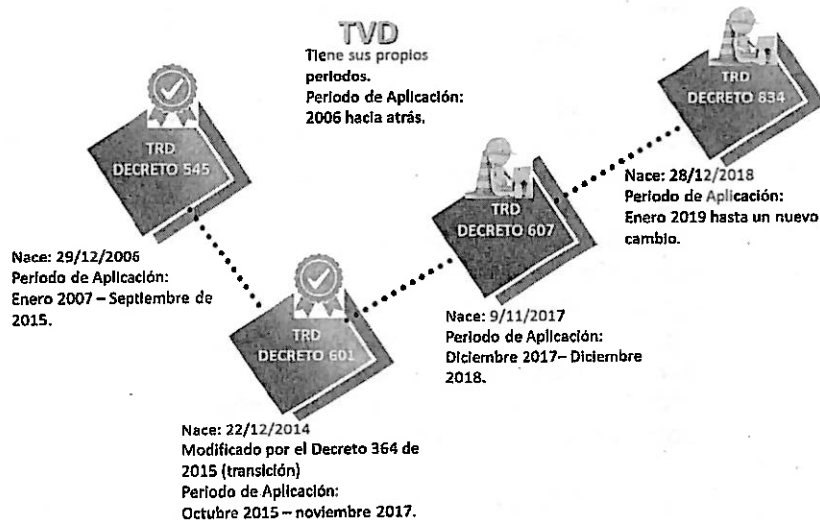 TVD
Tiene sus propios
periodos.
Periodo de Aplicación:
2006 hacia atrás.
TRD
DECRETO 545
Nace: 29/12/2006
Periodo de Aplicación:
Enero 2007 – Septiembre de
2015.
TRD
DECRETO 601
Nace: 22/12/2014
Modificado por el Decreto 364 de
2015 (transición)
Periodo de Aplicación:
Octubre 2015 – noviembre 2017.
TRD
DECRETO 607
Nace: 9/11/2017
Periodo de Aplicación:
Diciembre 2017– Diciembre
2018.
TRD
DECRETO 834
Nace: 28/12/2018
Periodo de Aplicación:
Enero 2019 hasta un nuevo
cambio.